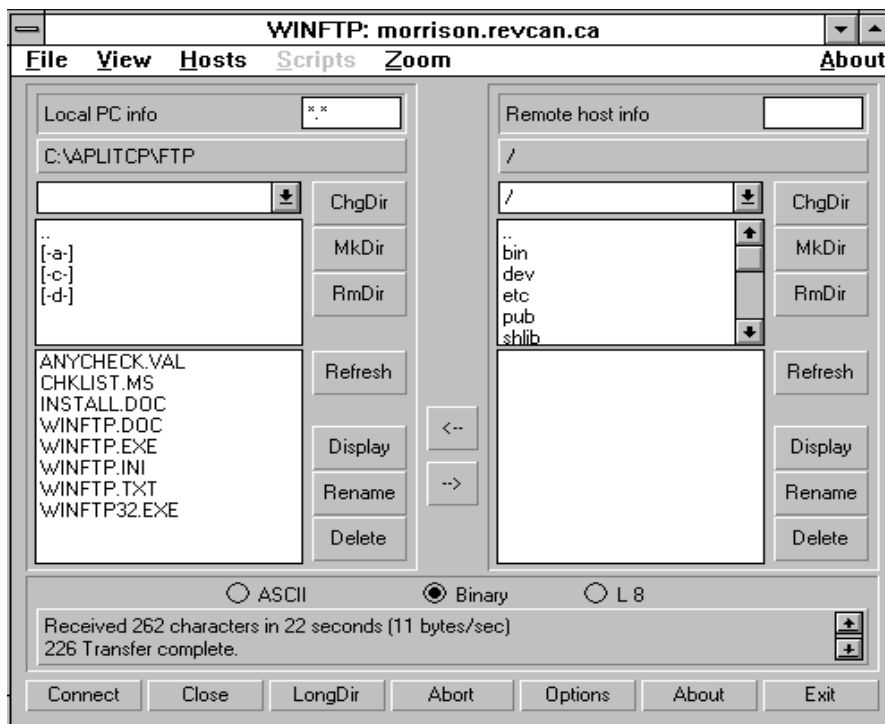 WINFTP: morrison.revcan.ca
File View Hosts Scripts Zoom About
Local PC info *.*
C:\APLITCP\FTP
ChgDir
..
[-a-]
[-c-]
[-d-]
MkDir
RmDir
ANYCHECK.VAL
CHKLIST.MS
INSTALL.DOC
WINFTP.DOC
WINFTP.EXE
WINFTP.INI
WINFTP.TXT
WINFTP32.EXE
Refresh
Display
Rename
Delete
<--
-->
Remote host info
/
/
ChgDir
..
bin
dev
etc
pub
shlib
MkDir
RmDir
Refresh
Display
Rename
Delete
ASCII Binary L 8
Received 262 characters in 22 seconds (11 bytes/sec)
226 Transfer complete.
Connect Close LongDir Abort Options About Exit